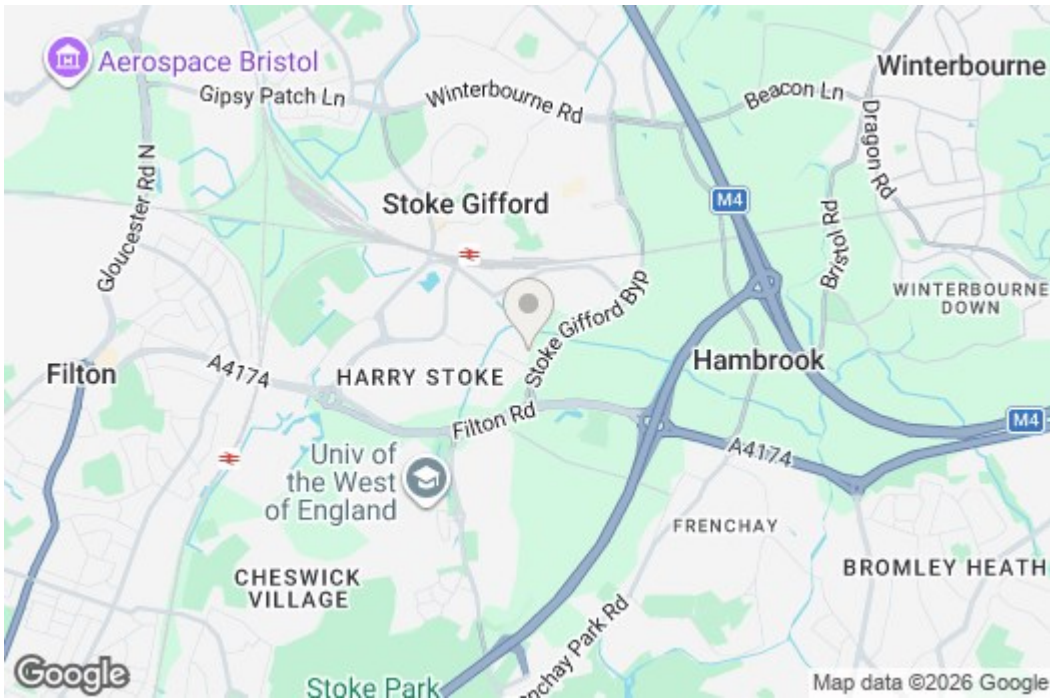 Aerospace Bristol
Winterbourne
Gipsy Patch Ln
Winterbourne Rd
Beacon Ln
Dragon Rd
Gloucester Rd N
Stoke Gifford
M4
Bristol Rd
WINTERBOURNE
DOWN
Stoke Gifford Byp
Filton
A4174
HARRY STOKE
Hambrook
Filton Rd
M4
A4174
Univ of
the West
of England
FRENCHAY
BROMLEY HEATH
CHESWICK
VILLAGE
nchay Park Rd
Stoke Park
Google
Map data ©2026 Google